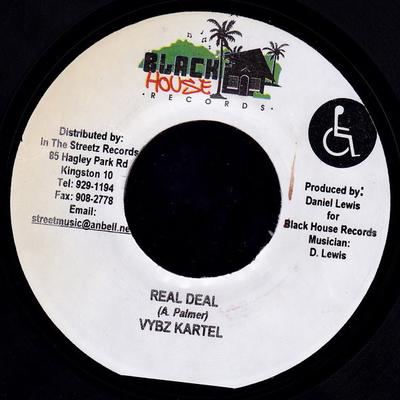 BLACK
HOUSE
• RECORDS •
Distributed by:
In The Streetz Records
85 Hagley Park Rd
Kingston 10
Tel: 929-1194
Fax: 908-2778
Email:
streetmusic@anbell.ne
Produced by:
Daniel Lewis
for
Black House Records
Musician:
D. Lewis
REAL DEAL
(A. Palmer)
VYBZ KARTEL